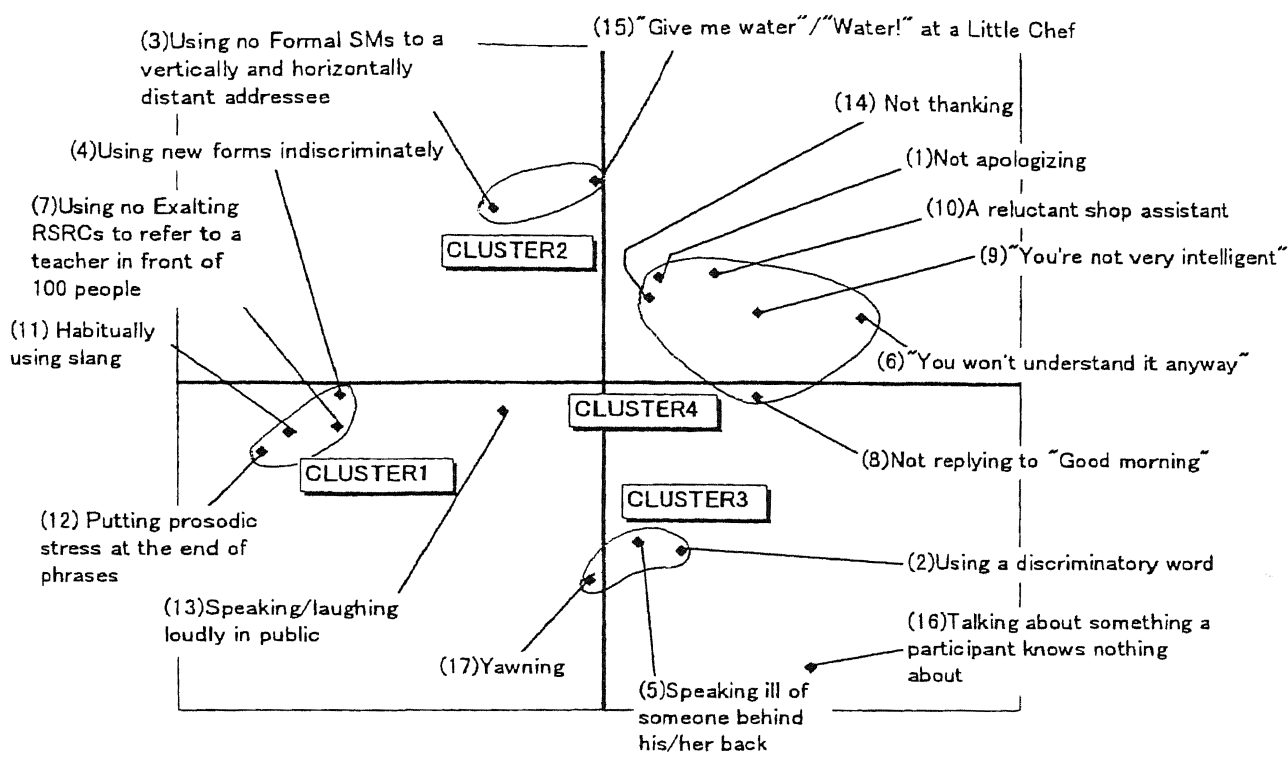 (15)"Give me water"/"Water!" at a Little Chef
(3)Using no Formal SMs to a
vertically and horizontally
distant addressee
(14) Not thanking
(4)Using new forms indiscriminately
(1)Not apologizing
(7)Using no Exalting
RSRCs to refer to a
teacher in front of
100 people
(10)A reluctant shop assistant
CLUSTER2
(9)"You're not very intelligent"
(11) Habitually
using slang
(6)"You won't understand it anyway"
CLUSTER4
(8)Not replying to "Good morning"
CLUSTER1
CLUSTER3
(12) Putting prosodic
stress at the end of
phrases
(2)Using a discriminatory word
(13)Speaking/laughing
loudly in public
(16)Talking about something a
participant knows nothing
about
(17)Yawning
(5)Speaking ill of
someone behind
his/her back